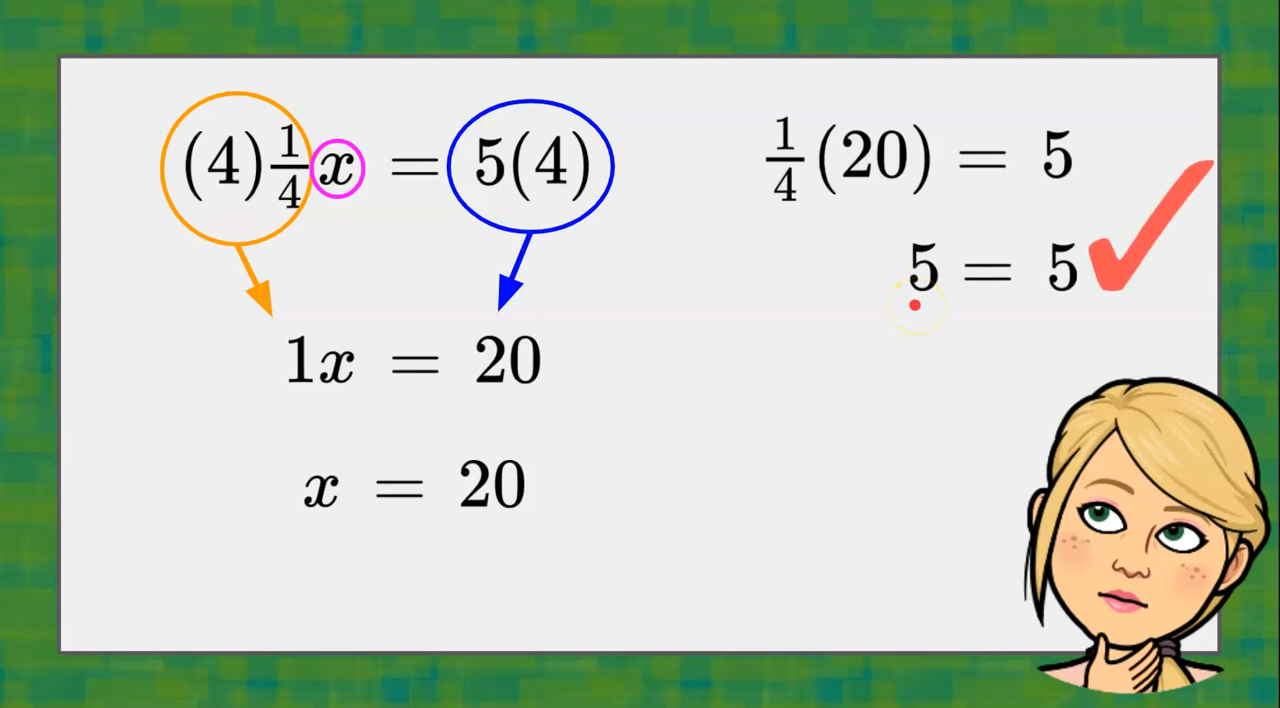 (4)1/4x = 5(4)
1x = 20
x = 20
1/4(20) = 5
5 = 5